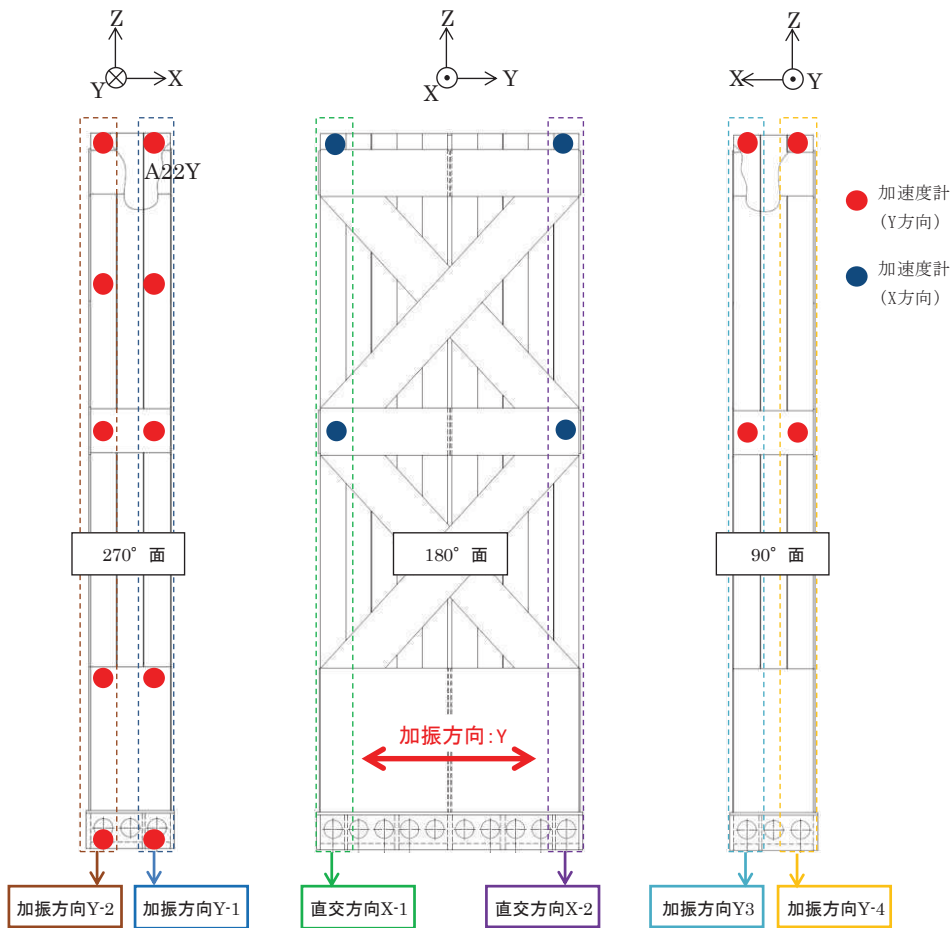 Z
Y
X
Z
X
Y
Z
X
Y
A22Y
加速度計
(Y方向)
加速度計
(X方向)
270° 面
180° 面
90° 面
加振方向:Y
加振方向Y-2
加振方向Y-1
直交方向X-1
直交方向X-2
加振方向Y3
加振方向Y-4